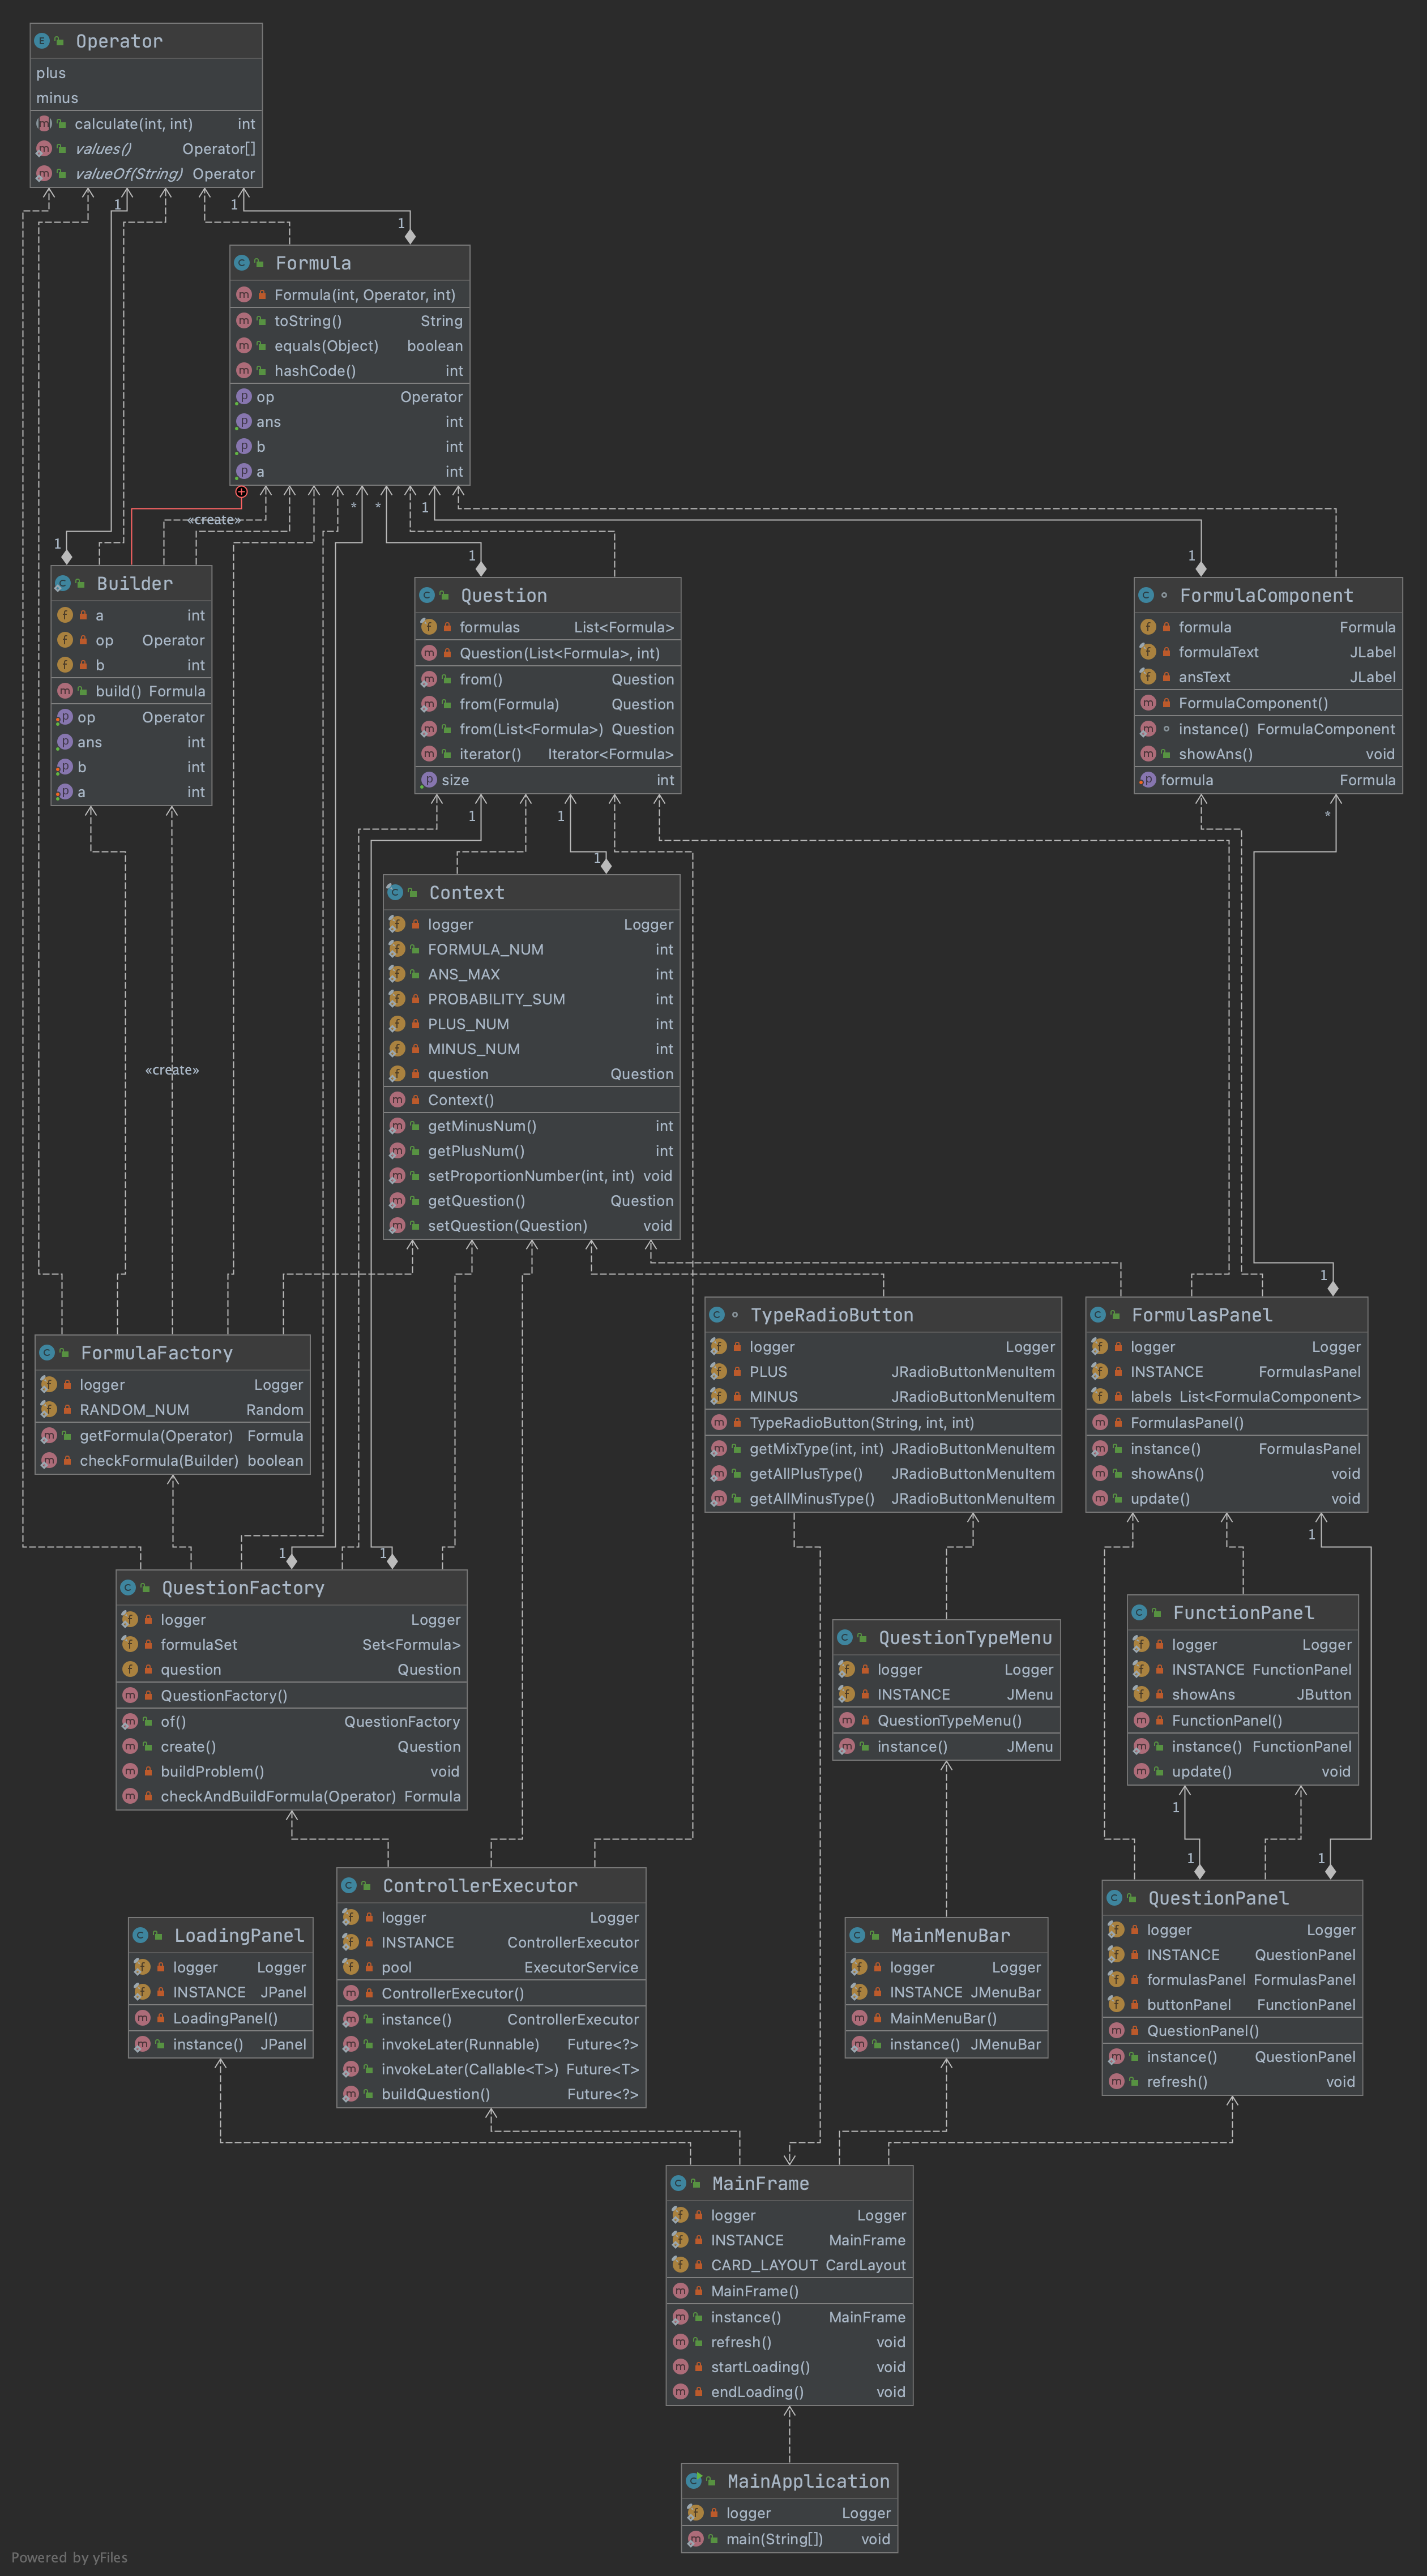 Operator
plus
minus
calculate(int, int) int
values() Operator[]
valueOf(String) Operator
1
1
1
Formula
Formula(int, Operator, int)
toString() String
equals(Object) boolean
hashCode() int
op Operator
ans int
b int
a int
*
*
1
«create»
1
1
1
Builder
a int
op Operator
b int
build() Formula
op Operator
ans int
b int
a int
Question
formulas List<Formula>
Question(List<Formula>, int)
from() Question
from(Formula) Question
from(List<Formula>) Question
iterator() Iterator<Formula>
size int
FormulaComponent
formula Formula
formulaText JLabel
ansText JLabel
FormulaComponent()
instance() FormulaComponent
showAns() void
formula Formula
1
1
*
1
Context
logger Logger
FORMULA_NUM int
ANS_MAX int
PROBABILITY_SUM int
PLUS_NUM int
MINUS_NUM int
question Question
Context()
getMinusNum() int
getPlusNum() int
setProportionNumber(int, int) void
getQuestion() Question
setQuestion(Question) void
«create»
1
FormulaFactory
logger Logger
RANDOM_NUM Random
getFormula(Operator) Formula
checkFormula(Builder) boolean
TypeRadioButton
logger Logger
PLUS JRadioButtonMenuItem
MINUS JRadioButtonMenuItem
TypeRadioButton(String, int, int)
getMixType(int, int) JRadioButtonMenuItem
getAllPlusType() JRadioButtonMenuItem
getAllMinusType() JRadioButtonMenuItem
FormulasPanel
logger Logger
INSTANCE FormulasPanel
labels List<FormulaComponent>
FormulasPanel()
instance() FormulasPanel
showAns() void
update() void
1
1
1
QuestionFactory
logger Logger
formulaSet Set<Formula>
question Question
QuestionFactory()
of() QuestionFactory
create() Question
buildProblem() void
checkAndBuildFormula(Operator) Formula
QuestionTypeMenu
logger Logger
INSTANCE JMenu
QuestionTypeMenu()
instance() JMenu
FunctionPanel
logger Logger
INSTANCE FunctionPanel
showAns JButton
FunctionPanel()
instance() FunctionPanel
update() void
1
1
1
LoadingPanel
logger Logger
INSTANCE JPanel
LoadingPanel()
instance() JPanel
ControllerExecutor
logger Logger
INSTANCE ControllerExecutor
pool ExecutorService
ControllerExecutor()
instance() ControllerExecutor
invokeLater(Runnable) Future<?>
invokeLater(Callable<T>) Future<T>
buildQuestion() Future<?>
MainMenuBar
logger Logger
INSTANCE JMenuBar
MainMenuBar()
instance() JMenuBar
QuestionPanel
logger Logger
INSTANCE QuestionPanel
formulasPanel FormulasPanel
buttonPanel FunctionPanel
QuestionPanel()
instance() QuestionPanel
refresh() void
MainFrame
logger Logger
INSTANCE MainFrame
CARD_LAYOUT CardLayout
MainFrame()
instance() MainFrame
refresh() void
startLoading() void
endLoading() void
MainApplication
logger Logger
main(String[]) void
Powered by yFiles